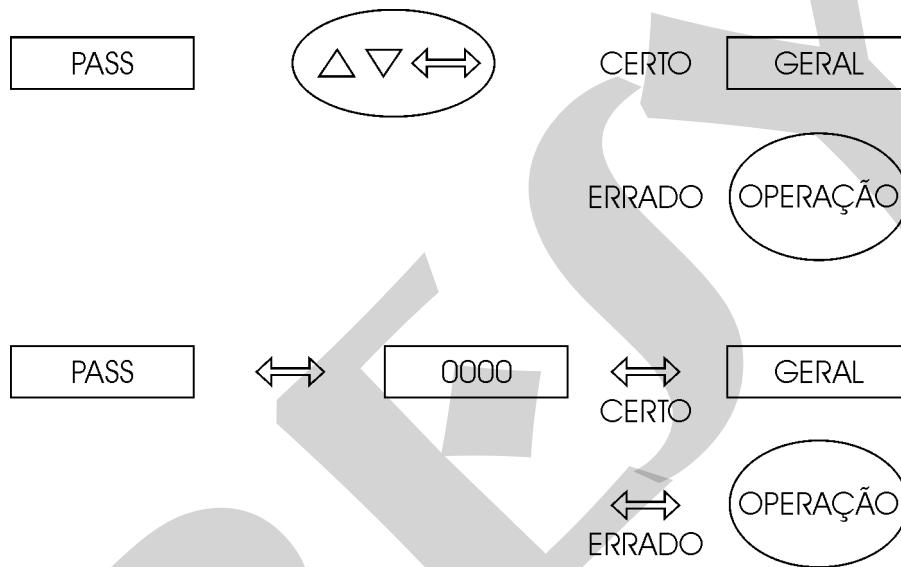 PASS CERTO GERAL
ERRADO OPERAÇÃO
PASS 0000 GERAL
CERTO
OPERAÇÃO
ERRADO